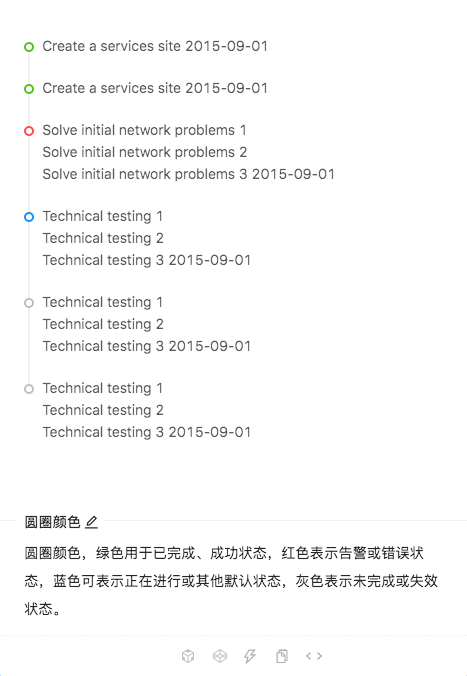 Create a services site 2015-09-01
Create a services site 2015-09-01
Solve initial network problems 1
Solve initial network problems 2
Solve initial network problems 3 2015-09-01
Technical testing 1
Technical testing 2
Technical testing 3 2015-09-01
Technical testing 1
Technical testing 2
Technical testing 3 2015-09-01
Technical testing 1
Technical testing 2
Technical testing 3 2015-09-01
圆圈颜色
圆圈颜色，绿色用于已完成、成功状态，红色表示告警或错误状
态，蓝色可表示正在进行或其他默认状态，灰色表示未完成或失效
状态。